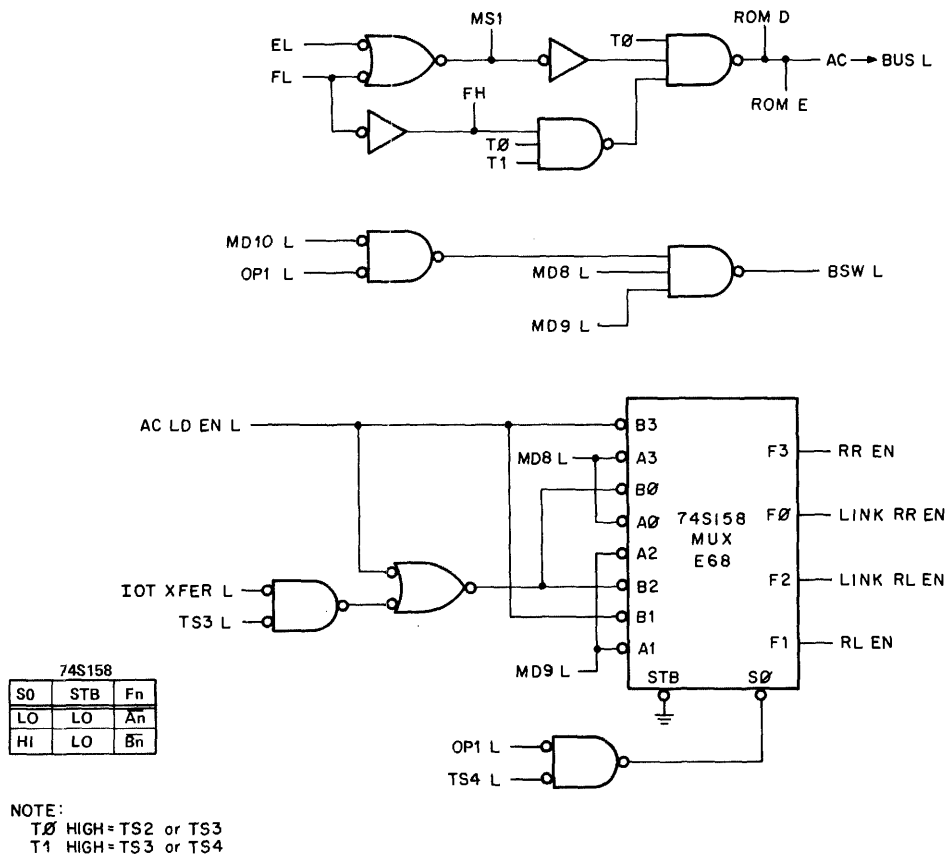 MS1
ROM D
EL
TØ
AC → BUS L
FL
FH
ROM E
TØ
T1
MD10 L
OP1 L
MD8 L
BSW L
MD9 L
AC LD EN L
B3
MD8 L
A3
F3
RR EN
BØ
AØ
74S158
MUX
E68
FØ
LINK RR EN
A2
IOT XFER L
B2
F2
LINK RL EN
TS3 L
B1
A1
F1
RL EN
MD9 L
STB
SØ
74S158
S0 STB Fn
LO LO A̅n̅
HI LO B̅n̅
OP1 L
TS4 L
NOTE:
TØ HIGH = TS2 or TS3
T1 HIGH = TS3 or TS4